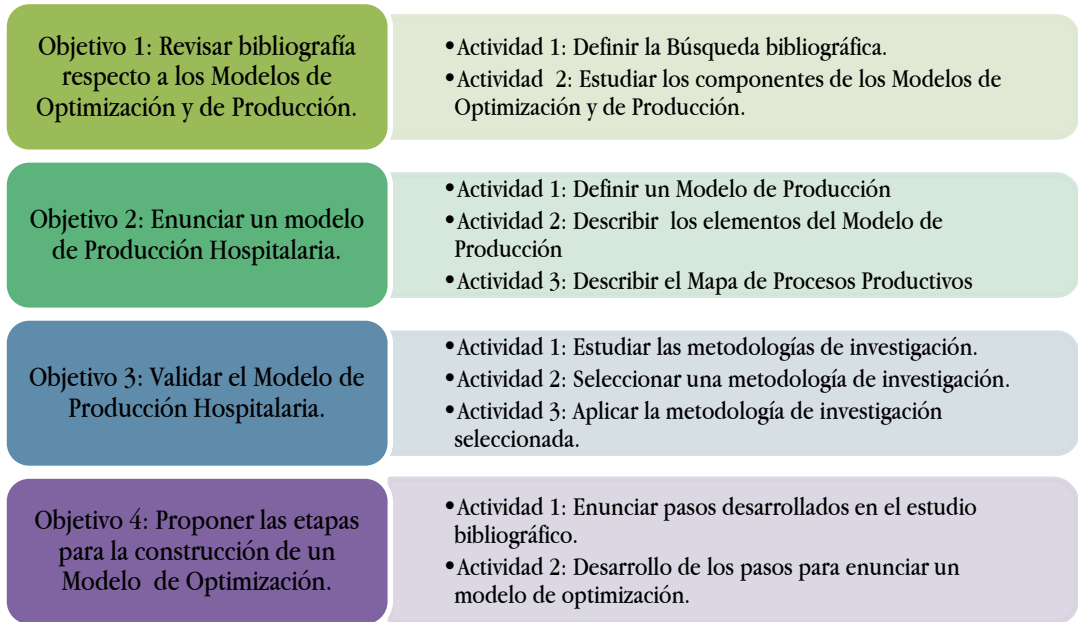 Objetivo 1: Revisar bibliografía
respecto a los Modelos de
Optimización y de Producción.
•Actividad 1: Definir la Búsqueda bibliográfica.
•Actividad 2: Estudiar los componentes de los Modelos de
Optimización y de Producción.
Objetivo 2: Enunciar un modelo
de Producción Hospitalaria.
•Actividad 1: Definir un Modelo de Producción
•Actividad 2: Describir los elementos del Modelo de
Producción
•Actividad 3: Describir el Mapa de Procesos Productivos
Objetivo 3: Validar el Modelo de
Producción Hospitalaria.
•Actividad 1: Estudiar las metodologías de investigación.
•Actividad 2: Seleccionar una metodología de investigación.
•Actividad 3: Aplicar la metodología de investigación
seleccionada.
Objetivo 4: Proponer las etapas
para la construcción de un
Modelo de Optimización.
•Actividad 1: Enunciar pasos desarrollados en el estudio
bibliográfico.
•Actividad 2: Desarrollo de los pasos para enunciar un
modelo de optimización.